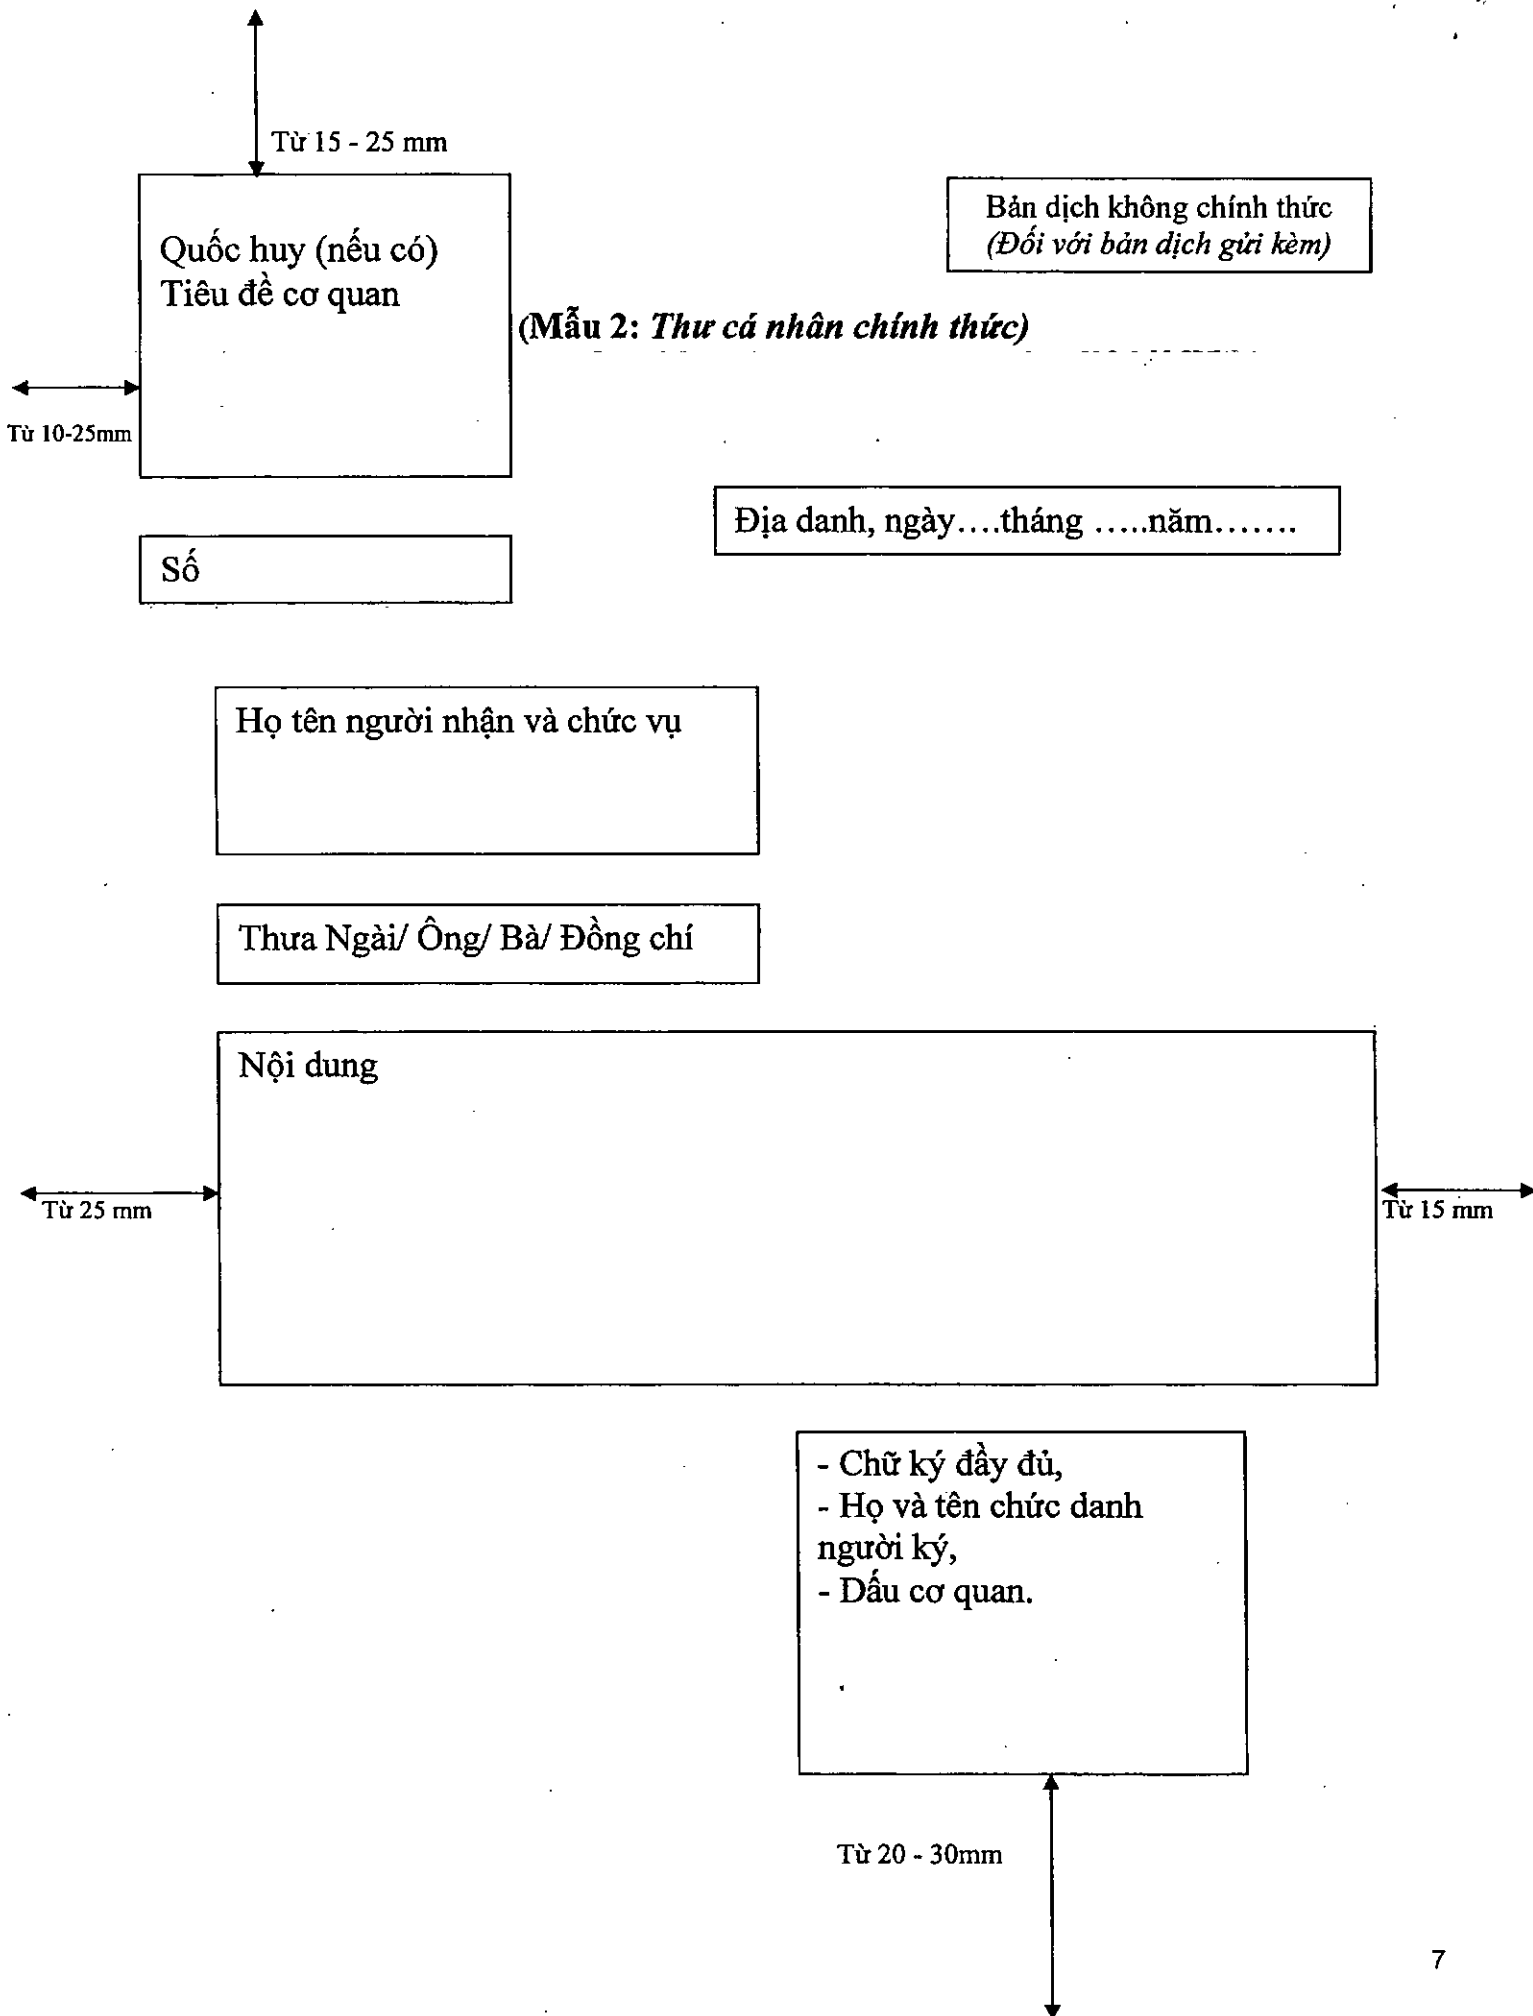 Từ 15 - 25 mm
Bản dịch không chính thức
(Đối với bản dịch gửi kèm)
Quốc huy (nếu có)
Tiêu đề cơ quan
(Mẫu 2: Thư cá nhân chính thức)
Từ 10-25mm
Địa danh, ngày....tháng .....năm.......
Số
Họ tên người nhận và chức vụ
Thưa Ngài/ Ông/ Bà/ Đồng chí
Nội dung
Từ 25 mm
Từ 15 mm
- Chữ ký đầy đủ,
- Họ và tên chức danh
người ký,
- Dấu cơ quan.
Từ 20 - 30mm
7